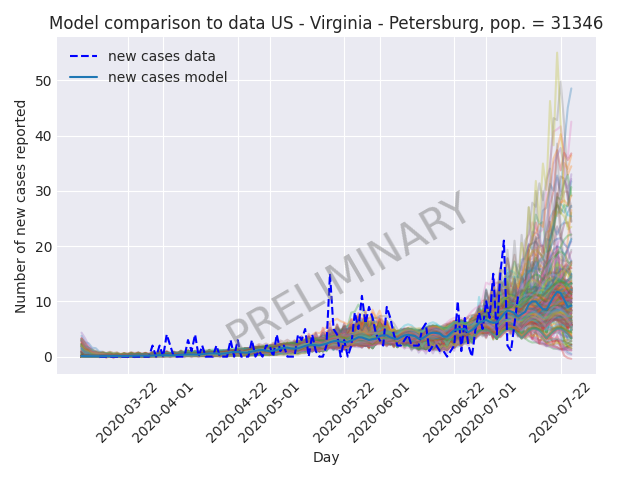 Model comparison to data US - Virginia - Petersburg, pop. = 31346
new cases data
new cases model
Number of new cases reported
50
40
30
20
10
0
PRELIMINARY
2020-03-22
2020-04-01
2020-04-22
2020-05-01
2020-05-22
2020-06-01
2020-06-22
2020-07-01
2020-07-22
Day